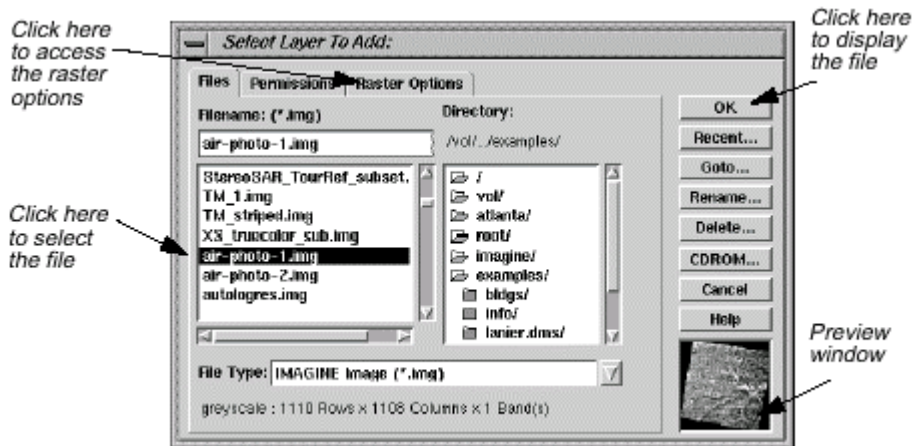 Click here
to access
the raster
options
Click here
to display
the file
Select Layer To Add:
Files Permissions Raster Options
Filename: (*.img)
Directory:
air-photo-1.img
/vol/../examples/
StereoSAR_TourRef_subset.
TM_1.img
TM_striped.img
XS_truecolor_sub.img
air-photo-1.img
air-photo-2.img
autologres.img
/
vol/
atlanta/
root/
imagine/
examples/
bldgs/
info/
lanier.dms/
Click here
to select
the file
OK
Recent...
Goto...
Rename...
Delete...
CDROM...
Cancel
Help
Preview
window
File Type: IMAGINE Image (*.img)
greyscale : 1110 Rows x 1108 Columns x 1 Band(s)